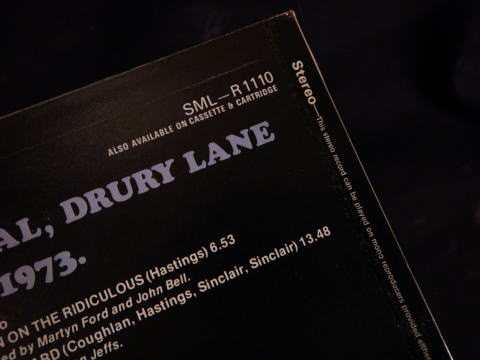 SML—R1110
ALSO AVAILABLE ON CASSETTE & CARTRIDGE
AL, DRURY LANE
1973.
ON THE RIDICULOUS (Hastings) 6.53
by Martyn Ford and John Bell.
(Coughlan, Hastings, Sinclair, Sinclair) 13.48
Jeffs.
Stereo—This stereo record can be played on mono reproducers provided